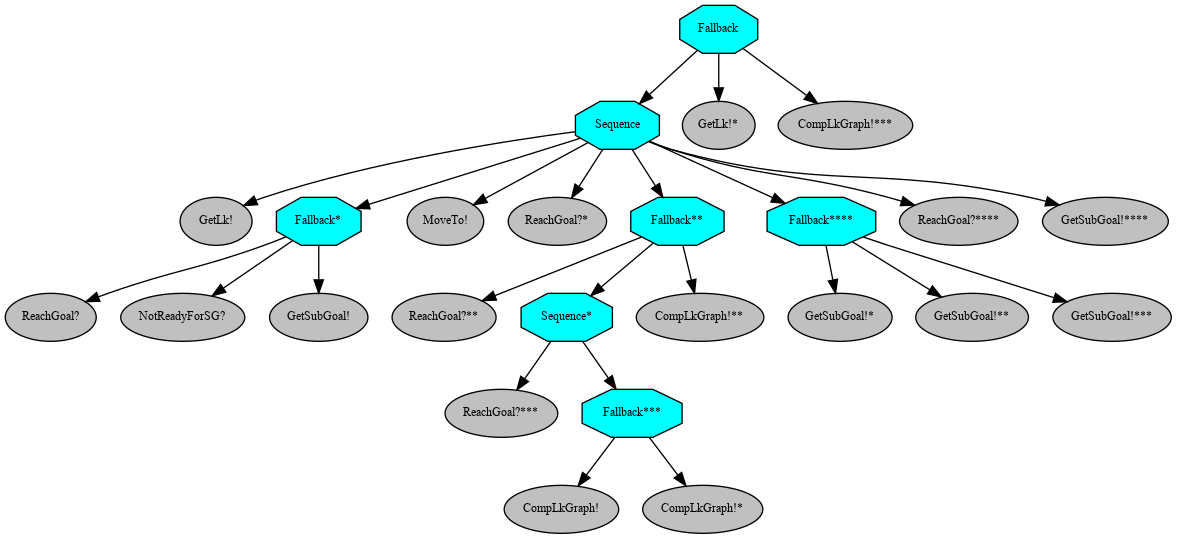 Fallback
Sequence
GetLk!*
CompLkGraph!***
GetLk!
Fallback*
MoveTo!
ReachGoal?*
Fallback**
Fallback****
ReachGoal?****
GetSubGoal!****
ReachGoal?
NotReadyForSG?
GetSubGoal!
ReachGoal?**
Sequence*
CompLkGraph!**
GetSubGoal!*
GetSubGoal!**
GetSubGoal!***
ReachGoal?***
Fallback***
CompLkGraph!
CompLkGraph!*